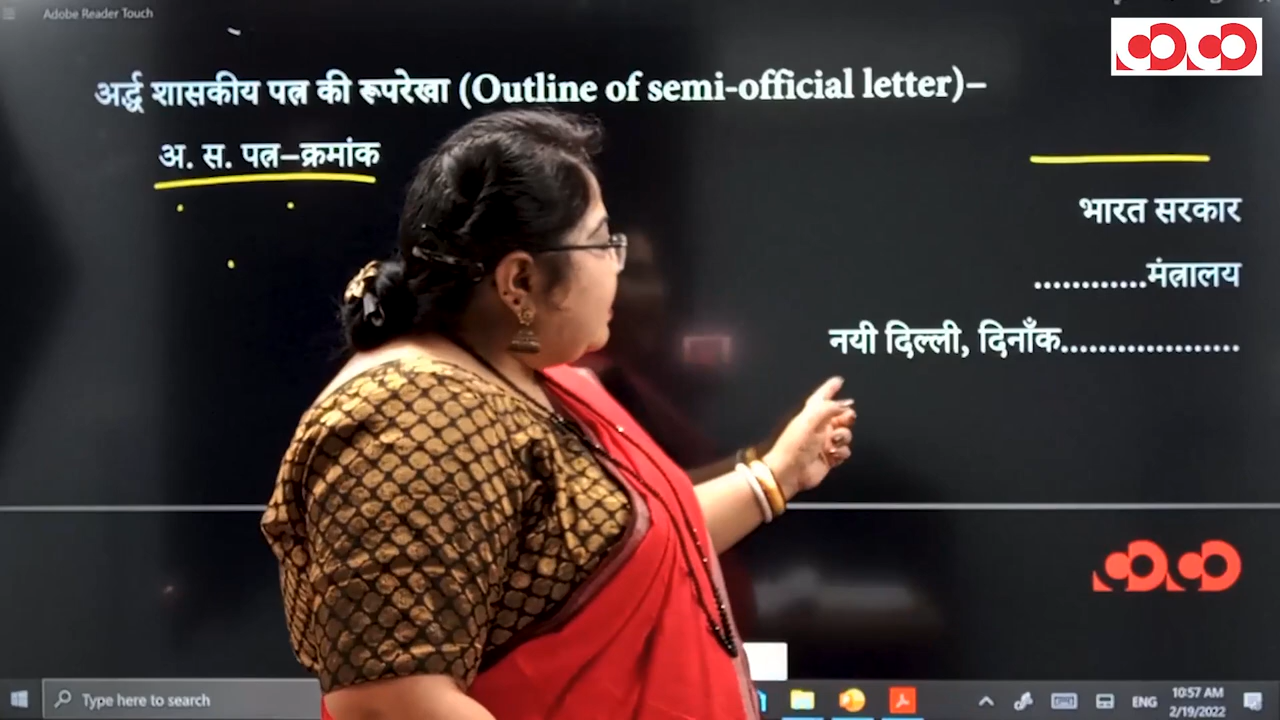 Adobe Reader Touch
अर्द्ध शासकीय पत्र की रूपरेखा (Outline of semi-official letter)–
अ. स. पत्र–क्रमांक
भारत सरकार
............मंत्रालय
नयी दिल्ली, दिनाँक...................
Type here to search
ENG
10:57 AM
2/19/2022